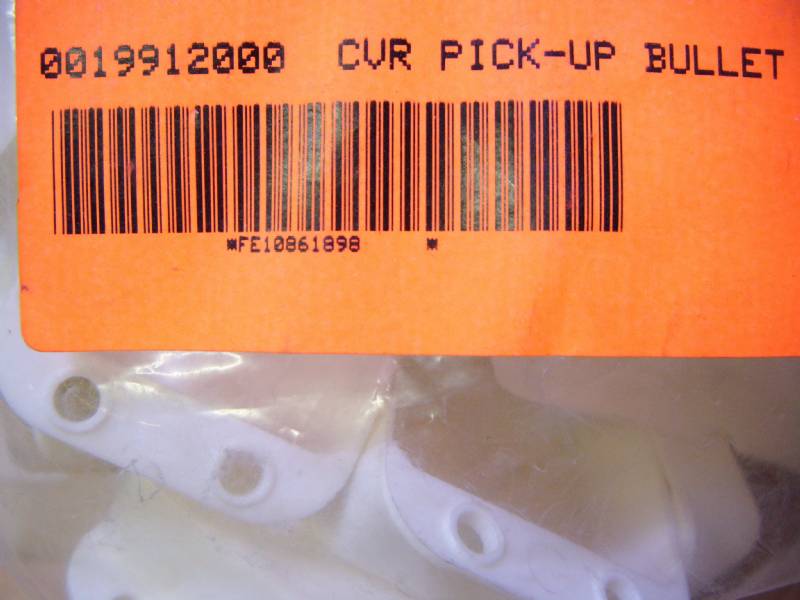 0019912000 CVR PICK-UP BULLET
*FE10861898 *